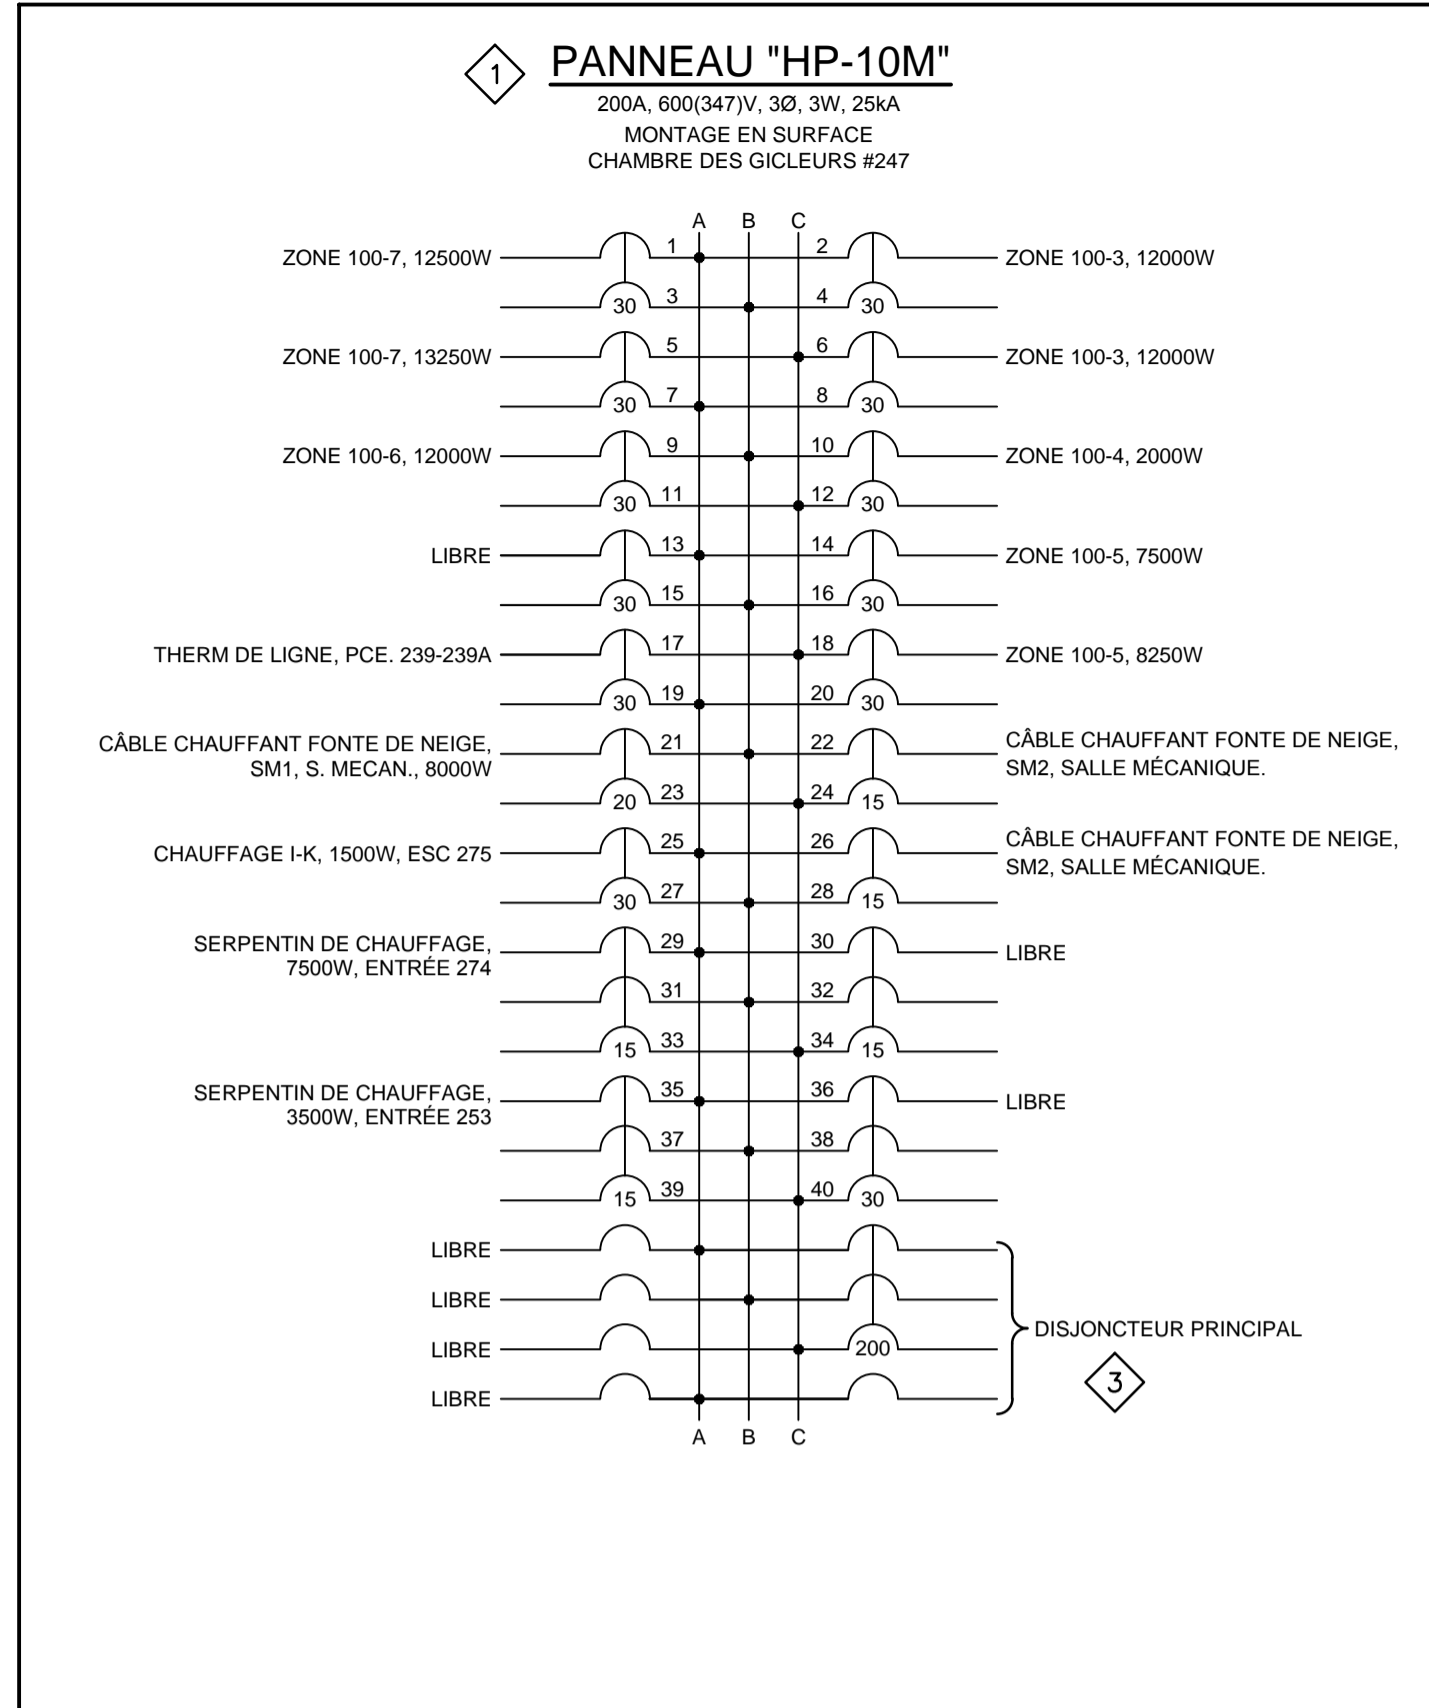 1
PANNEAU "HP-10M"
200A, 600(347)V, 3Ø, 3W, 25kA
MONTAGE EN SURFACE
CHAMBRE DES GICLEURS #247
A B C
ZONE 100-7, 12500W 1 2 ZONE 100-3, 12000W
30 3 4 30
ZONE 100-7, 13250W 5 6 ZONE 100-3, 12000W
30 7 8 30
ZONE 100-6, 12000W 9 10 ZONE 100-4, 2000W
30 11 12 30
LIBRE 13 14 ZONE 100-5, 7500W
30 15 16 30
THERM DE LIGNE, PCE. 239-239A 17 18 ZONE 100-5, 8250W
30 19 20 30
CÂBLE CHAUFFANT FONTE DE NEIGE, 21 22 CÂBLE CHAUFFANT FONTE DE NEIGE,
SM1, S. MECAN., 8000W SM2, SALLE MÉCANIQUE.
20 23 24 15
CHAUFFAGE I-K, 1500W, ESC 275 25 26 CÂBLE CHAUFFANT FONTE DE NEIGE,
SM2, SALLE MÉCANIQUE.
30 27 28 15
SERPENTIN DE CHAUFFAGE, 29 30 LIBRE
7500W, ENTRÉE 274
31 32
15 33 34 15
SERPENTIN DE CHAUFFAGE, 35 36 LIBRE
3500W, ENTRÉE 253
37 38
15 39 40 30
LIBRE
LIBRE
DISJONCTEUR PRINCIPAL
LIBRE 200
3
LIBRE
A B C